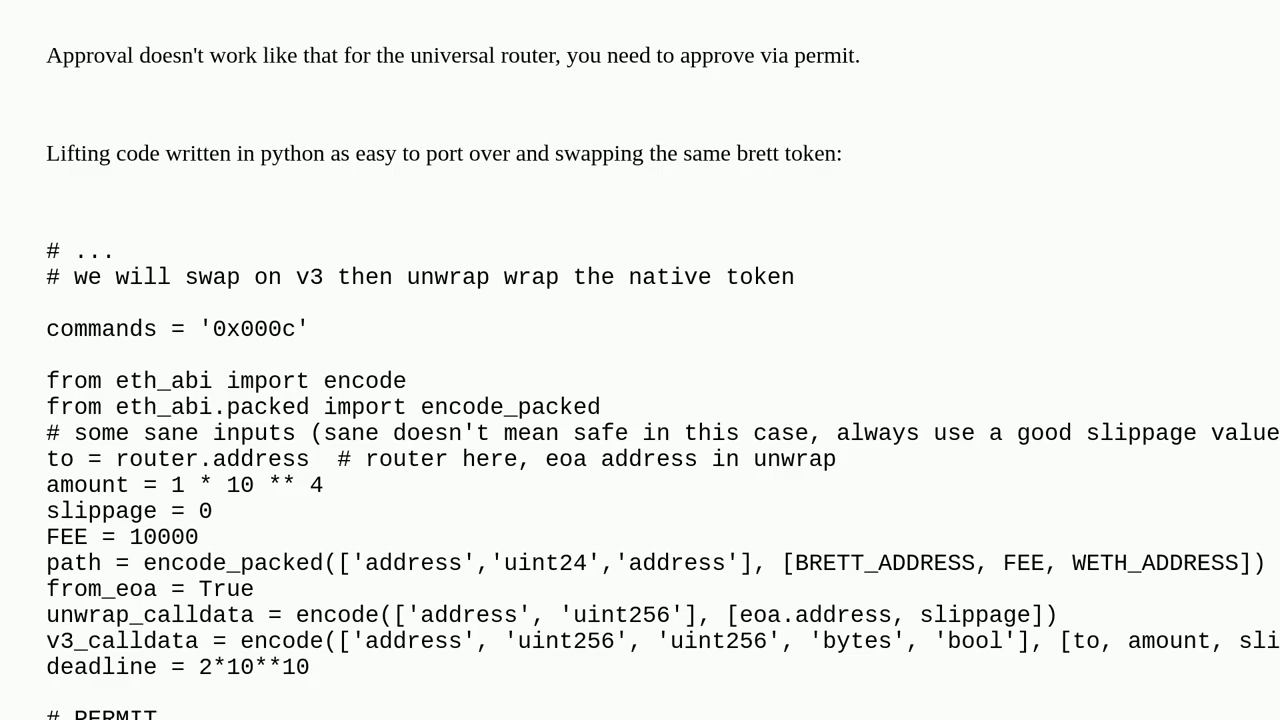 Approval doesn't work like that for the universal router, you need to approve via permit.
Lifting code written in python as easy to port over and swapping the same brett token:
# ...
# we will swap on v3 then unwrap wrap the native token
commands = '0x000c'
from eth_abi import encode
from eth_abi.packed import encode_packed
# some sane inputs (sane doesn't mean safe in this case, always use a good slippage value
to = router.address  # router here, eoa address in unwrap
amount = 1 * 10 ** 4
slippage = 0
FEE = 10000
path = encode_packed(['address','uint24','address'], [BRETT_ADDRESS, FEE, WETH_ADDRESS])
from_eoa = True
unwrap_calldata = encode(['address', 'uint256'], [eoa.address, slippage])
v3_calldata = encode(['address', 'uint256', 'uint256', 'bytes', 'bool'], [to, amount, sli
deadline = 2*10**10
# PERMIT